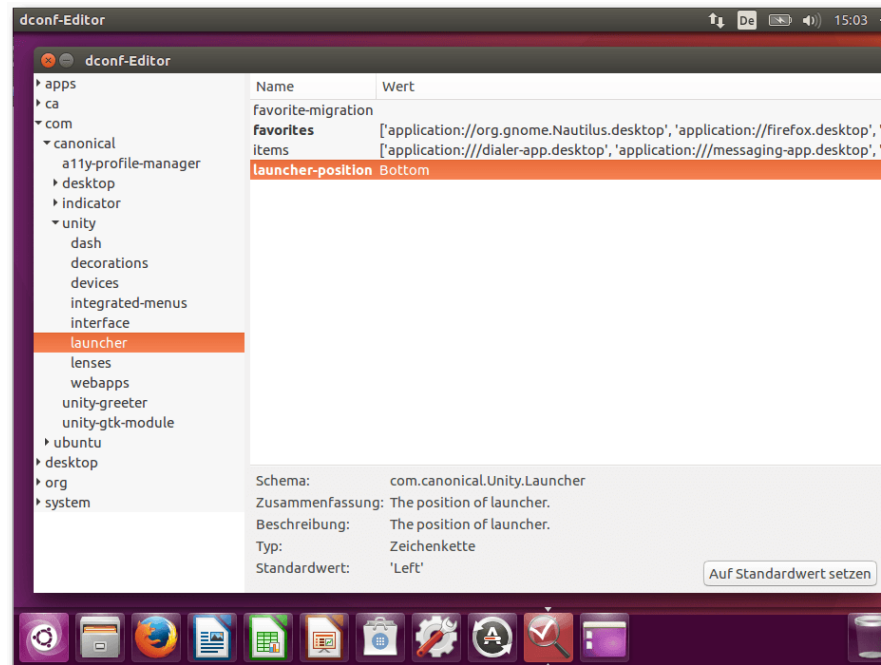 dconf-Editor
De
15:03
dconf-Editor
apps
ca
com
canonical
a11y-profile-manager
desktop
indicator
unity
dash
decorations
devices
integrated-menus
interface
launcher
lenses
webapps
unity-greeter
unity-gtk-module
ubuntu
desktop
org
system
Name Wert
favorite-migration
favorites ['application://org.gnome.Nautilus.desktop', 'application://firefox.desktop', '
items ['application:///dialer-app.desktop', 'application:///messaging-app.desktop', '
launcher-position Bottom
Schema: com.canonical.Unity.Launcher
Zusammenfassung: The position of launcher.
Beschreibung: The position of launcher.
Typ: Zeichenkette
Standardwert: 'Left'
Auf Standardwert setzen